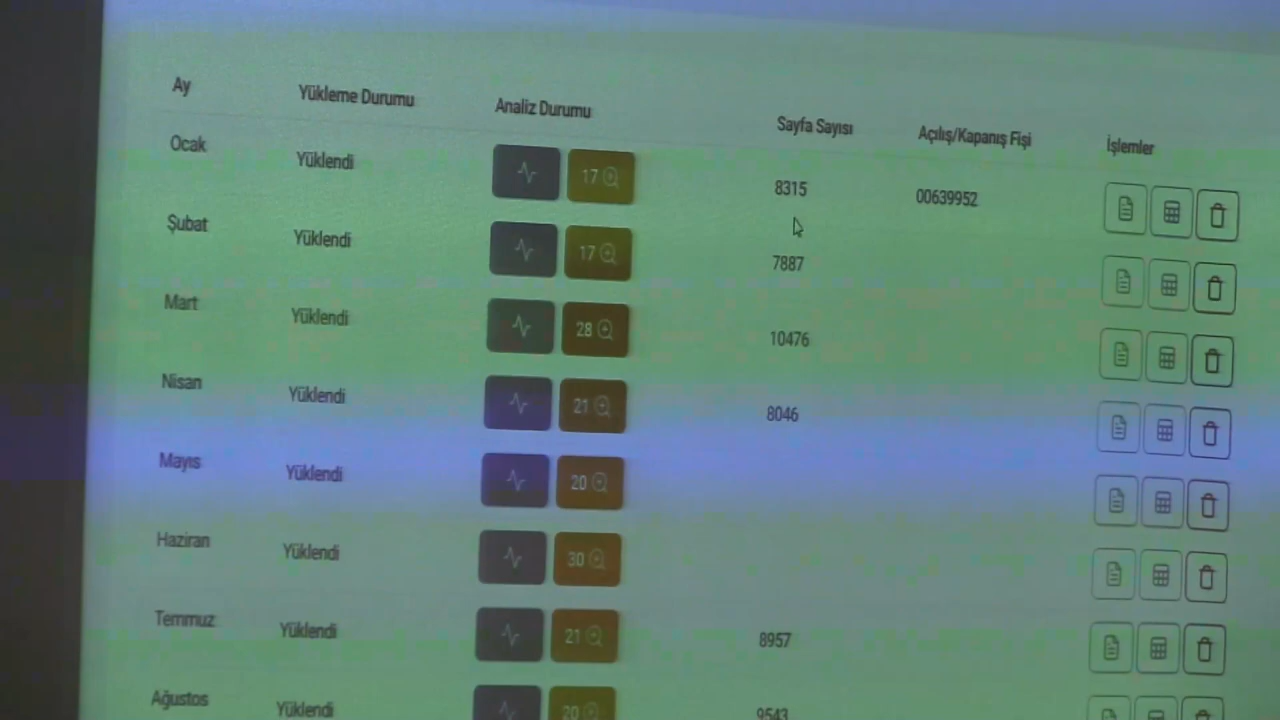 Ay Yükleme Durumu Analiz Durumu Sayfa Sayısı Açılış/Kapanış Fişi İşlemler
Ocak Yüklendi 17 8315 00639952
Şubat Yüklendi 17 7887
Mart Yüklendi 28 10476
Nisan Yüklendi 21 8046
Mayıs Yüklendi 20
Haziran Yüklendi 30
Temmuz Yüklendi 21 8957
Ağustos Yüklendi 20 9543